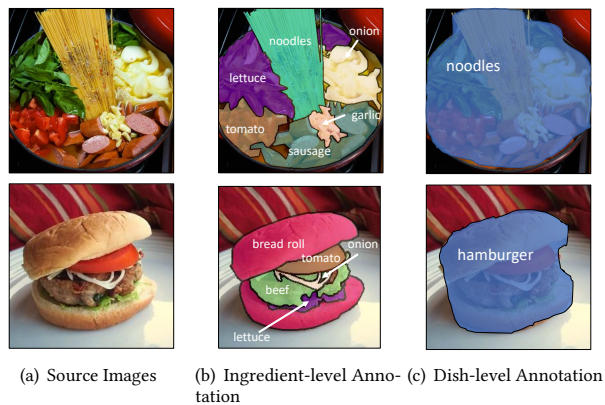 onion
noodles
noodles
lettuce
garlic
tomato
sausage
bread roll
onion
tomato
hamburger
beef
lettuce
(a) Source Images
(b) Ingredient-level Anno-
tation
(c) Dish-level Annotation